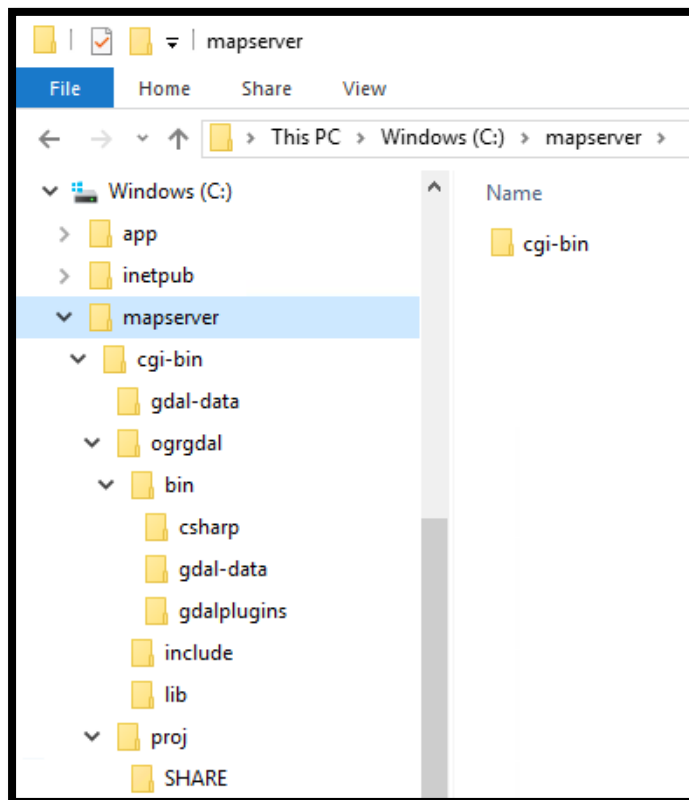 mapserver
File Home Share View
This PC > Windows (C:) > mapserver >
Windows (C:)
Name
app
cgi-bin
inetpub
mapserver
cgi-bin
gdal-data
ogrgdal
bin
csharp
gdal-data
gdalplugins
include
lib
proj
SHARE